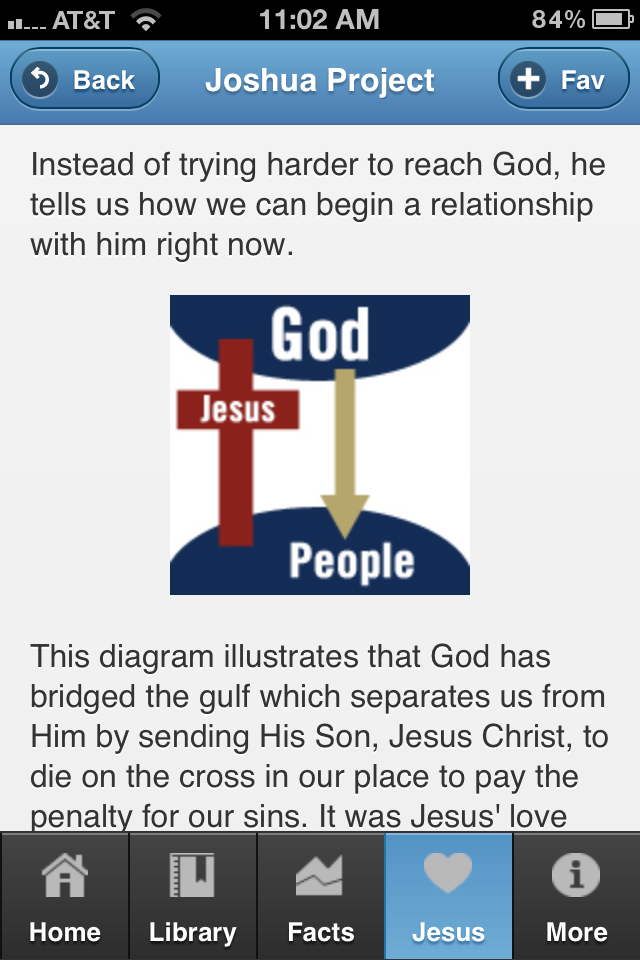 AT&T 11:02 AM 84%
Back Joshua Project Fav
Instead of trying harder to reach God, he
tells us how we can begin a relationship
with him right now.
God
Jesus
People
This diagram illustrates that God has
bridged the gulf which separates us from
Him by sending His Son, Jesus Christ, to
die on the cross in our place to pay the
penalty for our sins. It was Jesus' love
Home Library Facts Jesus More